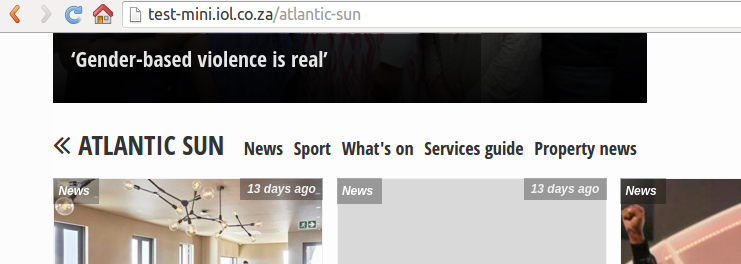 test-mini.iol.co.za/atlantic-sun
‘Gender-based violence is real’
« ATLANTIC SUN News Sport What's on Services guide Property news
News 13 days ago News 13 days ago News